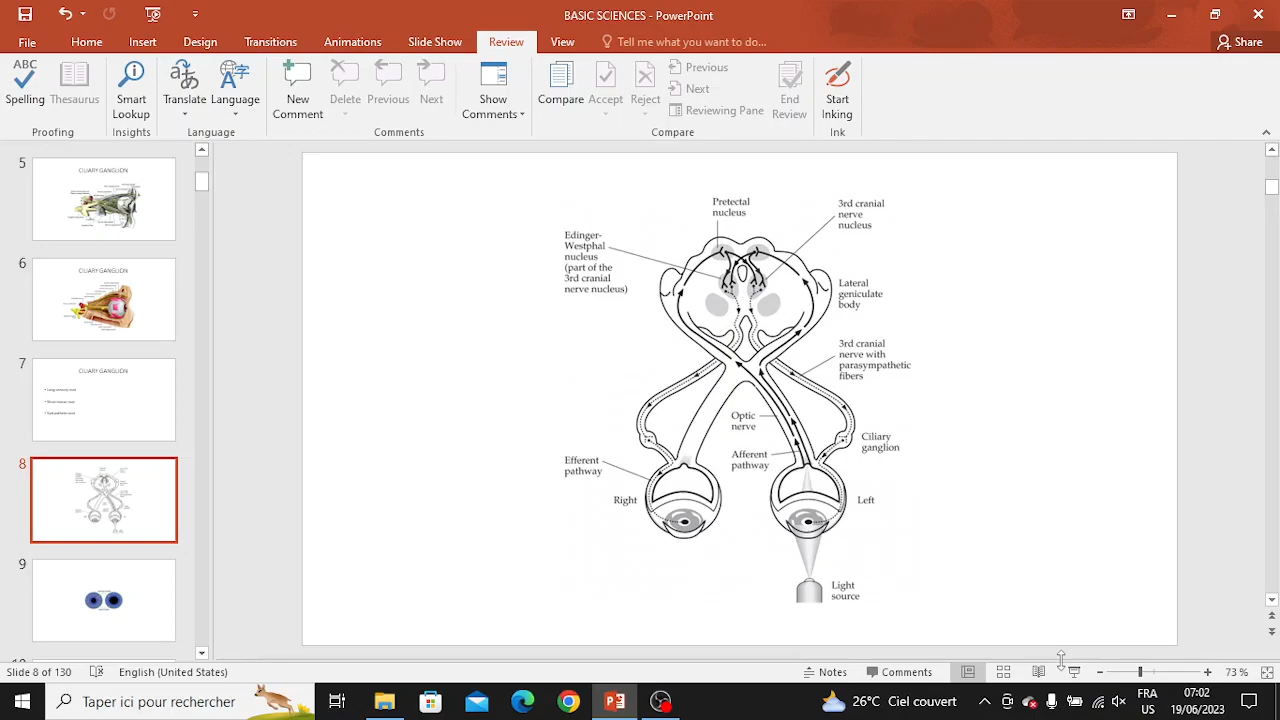 BASIC SCIENCES - PowerPoint
File Home Insert Design Transitions Animations Slide Show Review View Tell me what you want to do... Share
ABC
Spelling
Thesaurus
Proofing
Smart
Lookup
Insights
Translate
Language
Language
New
Comment
Delete
Previous
Next
Show
Comments
Comments
Compare
Accept
Reject
Previous
Next
Reviewing Pane
End
Review
Compare
Start
Inking
Ink
5
CILIARY GANGLION
6
CILIARY GANGLION
7
CILIARY GANGLION
8
9
Pretectal
nucleus
3rd cranial
nerve
nucleus
Edinger-
Westphal
nucleus
(part of the
3rd cranial
nerve nucleus)
Lateral
geniculate
body
3rd cranial
nerve with
parasympathetic
fibers
Optic
nerve
Ciliary
ganglion
Afferent
pathway
Efferent
pathway
Right
Left
Light
source
Slide 8 of 130 English (United States) Notes Comments 73 %
Taper ici pour rechercher 26°C Ciel couvert FRA 07:02
19/06/2023